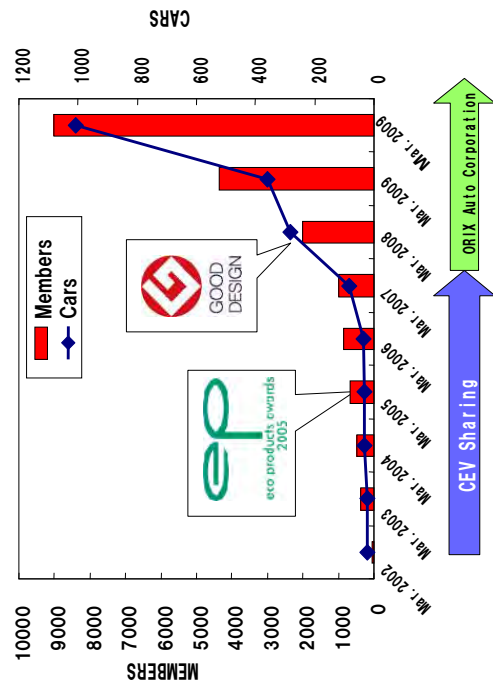 Members
Cars
MEMBERS
10000
9000
8000
7000
6000
5000
4000
3000
2000
1000
0
CARS
1200
1000
800
600
400
200
0
ep
eco products awards
2005
G
GOOD
DESIGN
Mar. 2002
Mar. 2003
Mar. 2004
Mar. 2005
Mar. 2006
Mar. 2007
Mar. 2008
Mar. 2009
Mar. 2009
CEV Sharing
ORIX Auto Corporation